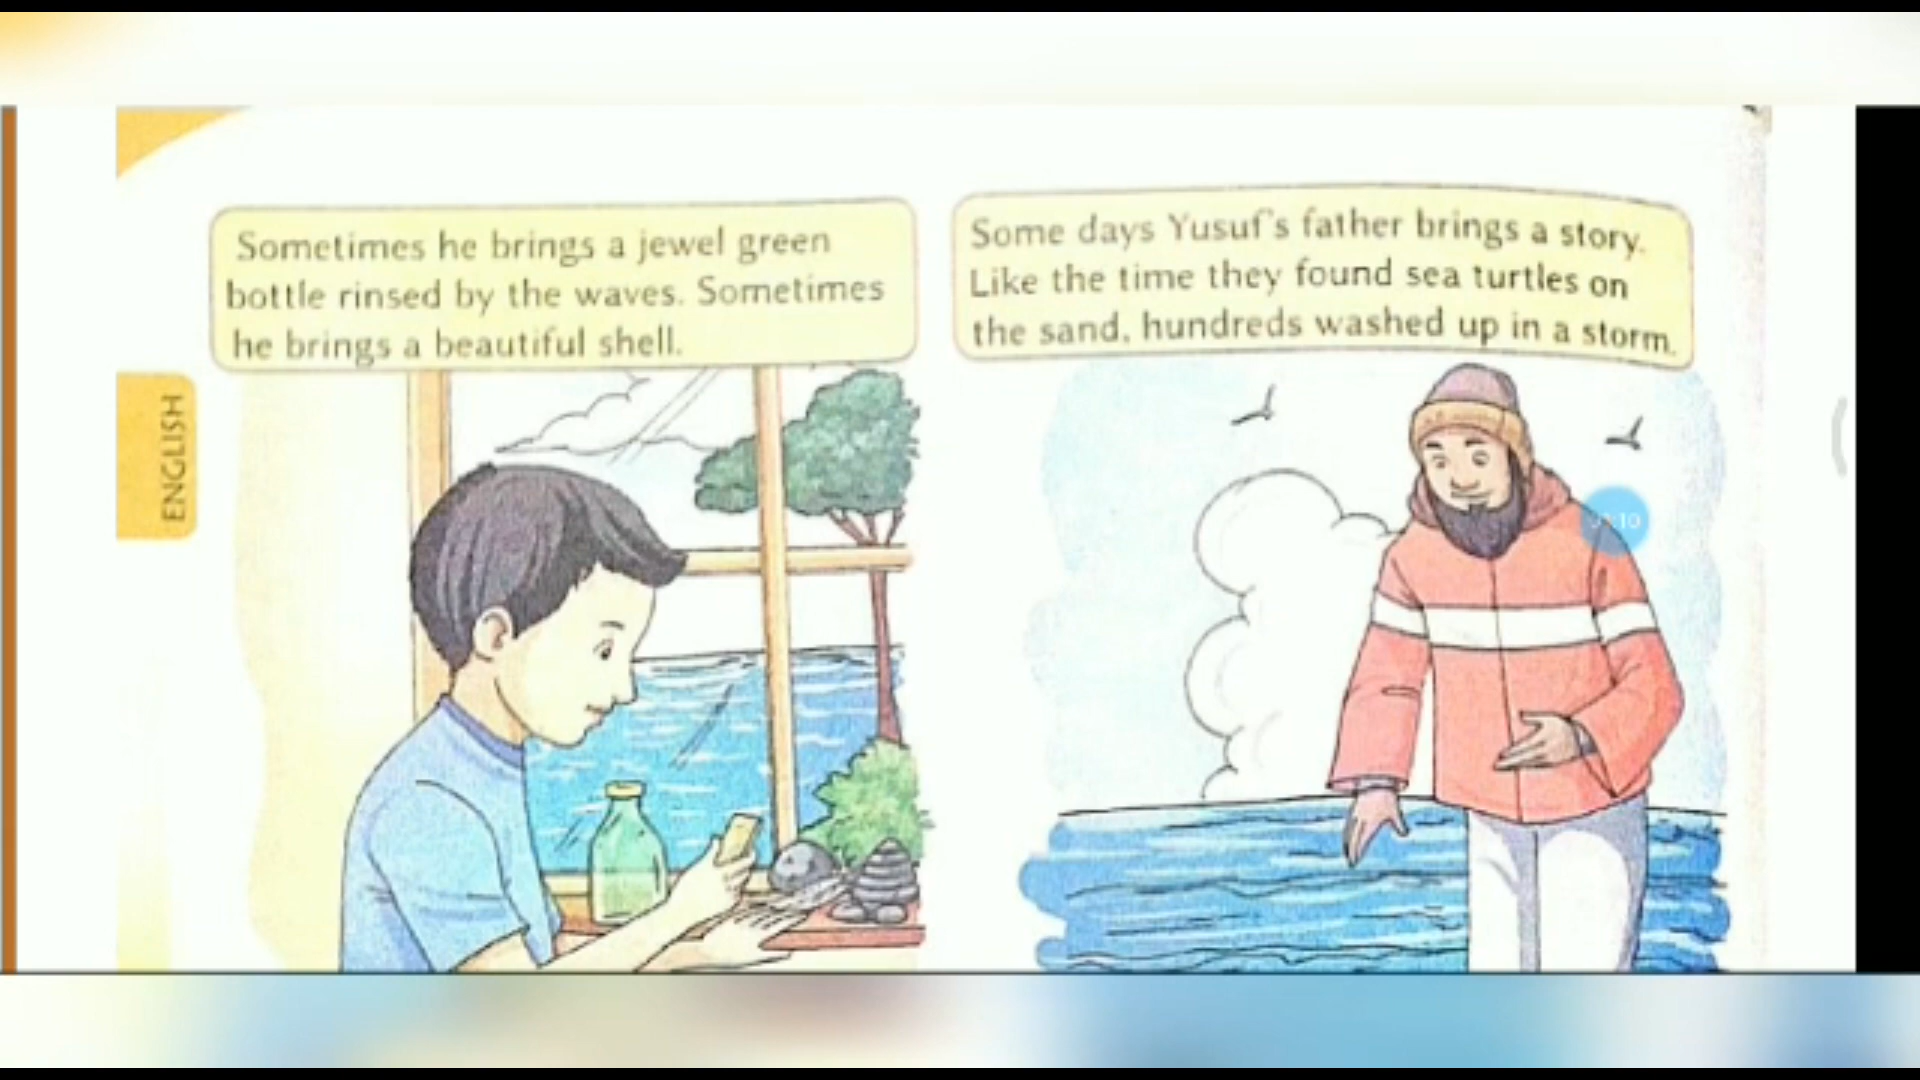 Sometimes he brings a jewel green
bottle rinsed by the waves. Sometimes
he brings a beautiful shell.
Some days Yusuf's father brings a story.
Like the time they found sea turtles on
the sand, hundreds washed up in a storm.
ENGLISH